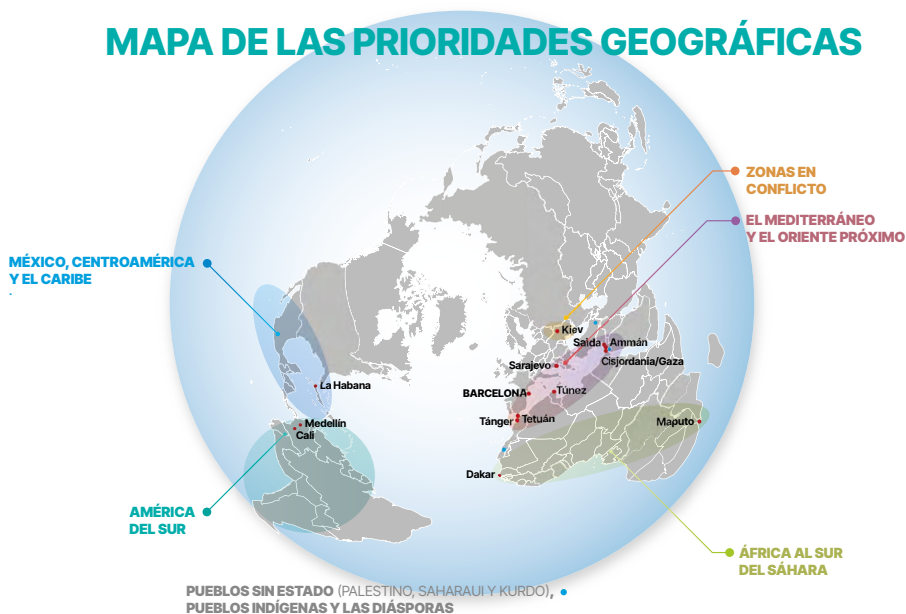 MAPA DE LAS PRIORIDADES GEOGRÁFICAS
ZONAS EN
CONFLICTO
EL MEDITERRÁNEO
Y EL ORIENTE PRÓXIMO
MÉXICO, CENTROAMÉRICA
Y EL CARIBE
.
Kiev
Saida
Ammán
Cisjordania/Gaza
Sarajevo
La Habana
BARCELONA
Túnez
Tánger
Tetuán
Maputo
Medellín
Cali
Dakar
AMÉRICA
DEL SUR
ÁFRICA AL SUR
DEL SÁHARA
PUEBLOS SIN ESTADO (PALESTINO, SAHARAUI Y KURDO),
PUEBLOS INDÍGENAS Y LAS DIÁSPORAS